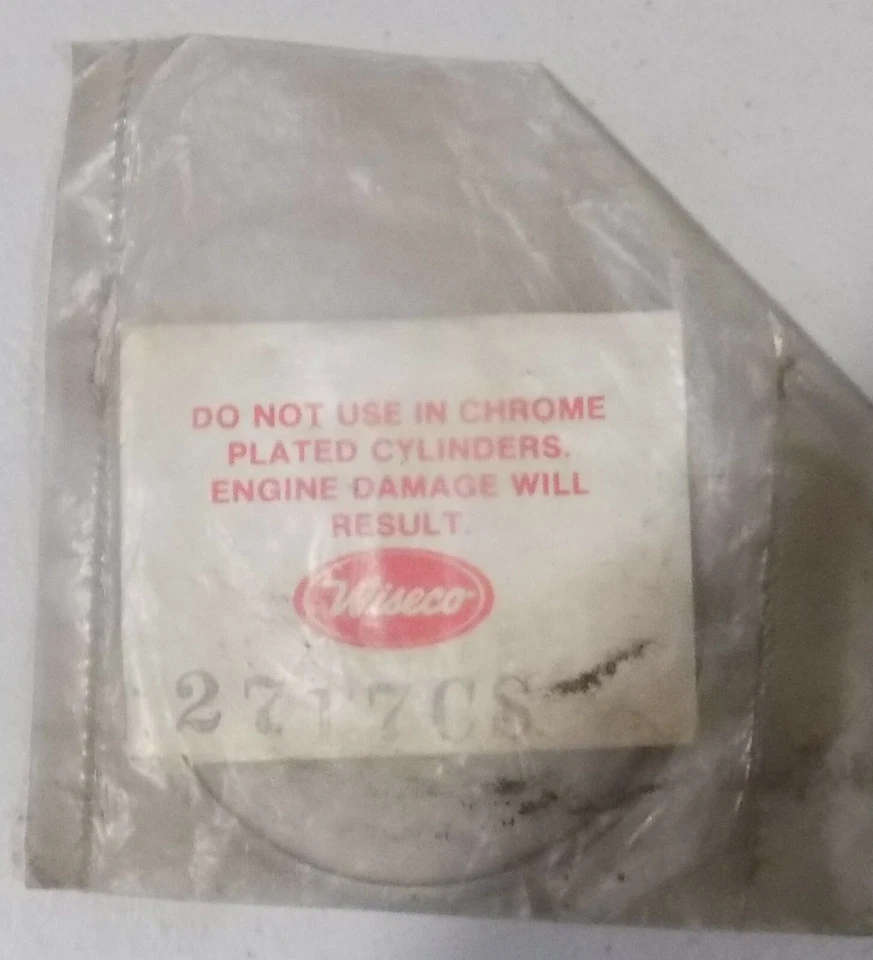 DO NOT USE IN CHROME
PLATED CYLINDERS.
ENGINE DAMAGE WILL
RESULT.
Wiseco
2717CS